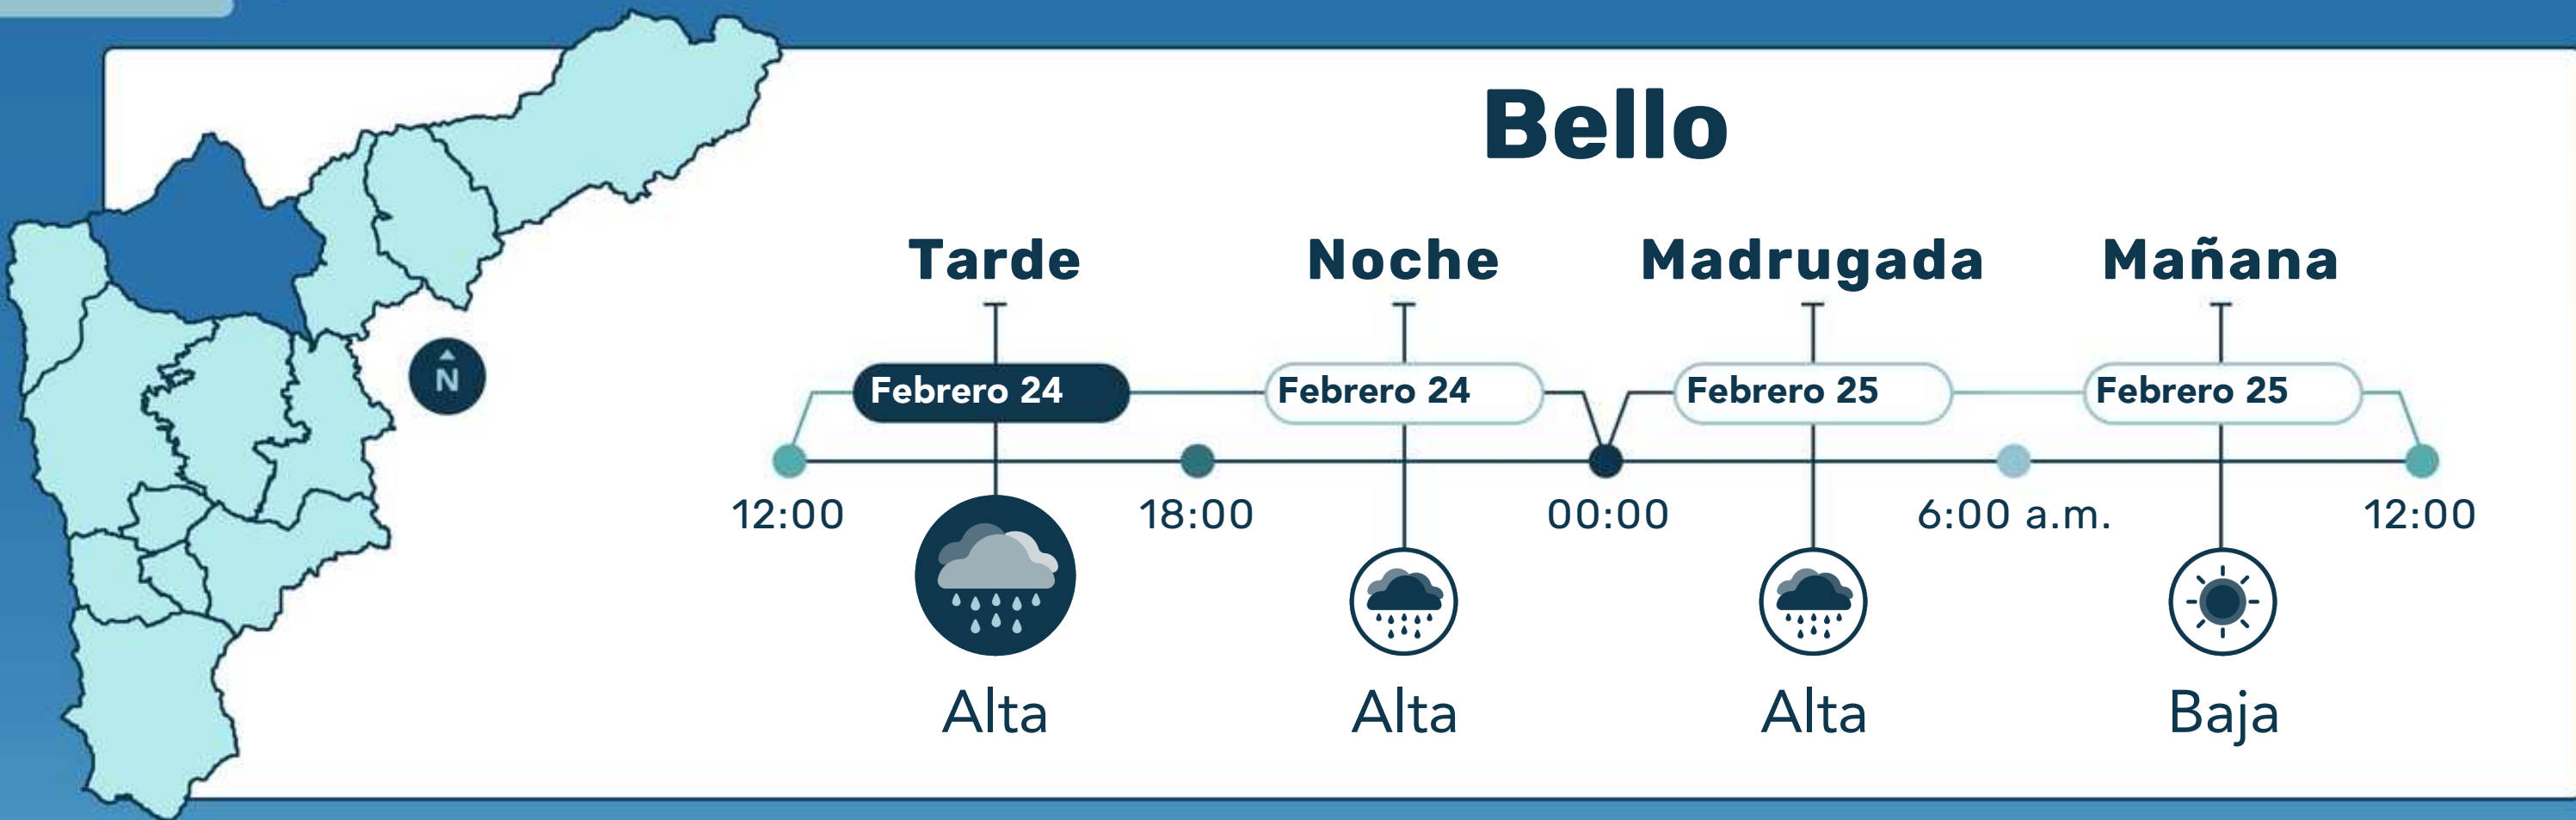 Bello
Tarde Noche Madrugada Mañana
Febrero 24 Febrero 24 Febrero 25 Febrero 25
N
12:00 18:00 00:00 6:00 a.m. 12:00
Alta Alta Alta Baja